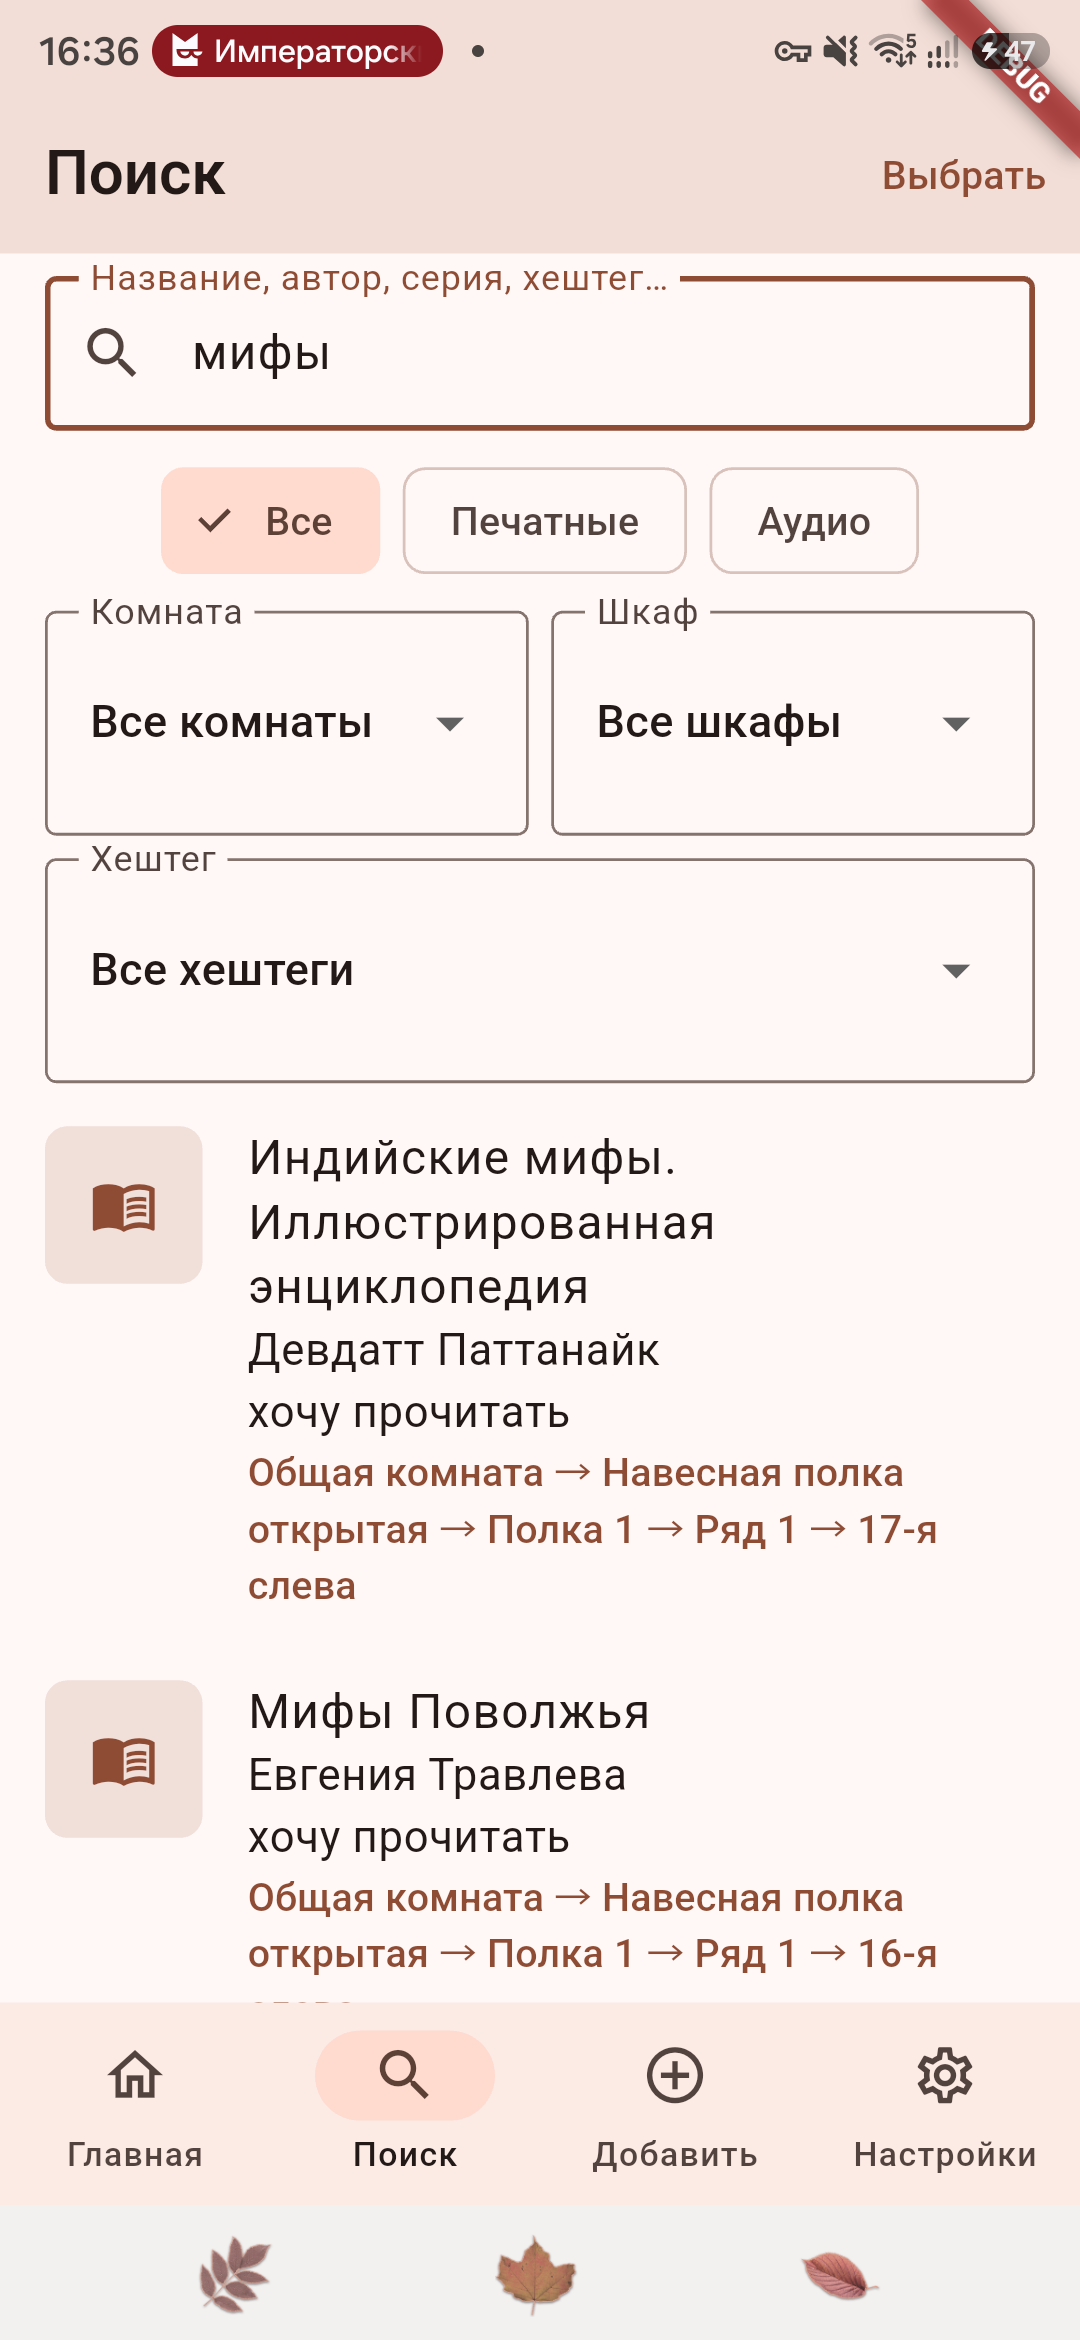 16:36 Императорск 5 47
BUG
Поиск
Выбрать
Название, автор, серия, хештег...
мифы
Все Печатные Аудио
Комната Шкаф
Все комнаты Все шкафы
Хештег
Все хештеги
Индийские мифы.
Иллюстрированная
энциклопедия
Девдатт Паттанайк
хочу прочитать
Общая комната → Навесная полка
открытая → Полка 1 → Ряд 1 → 17-я
слева
Мифы Поволжья
Евгения Травлева
хочу прочитать
Общая комната → Навесная полка
открытая → Полка 1 → Ряд 1 → 16-я
Главная Поиск Добавить Настройки